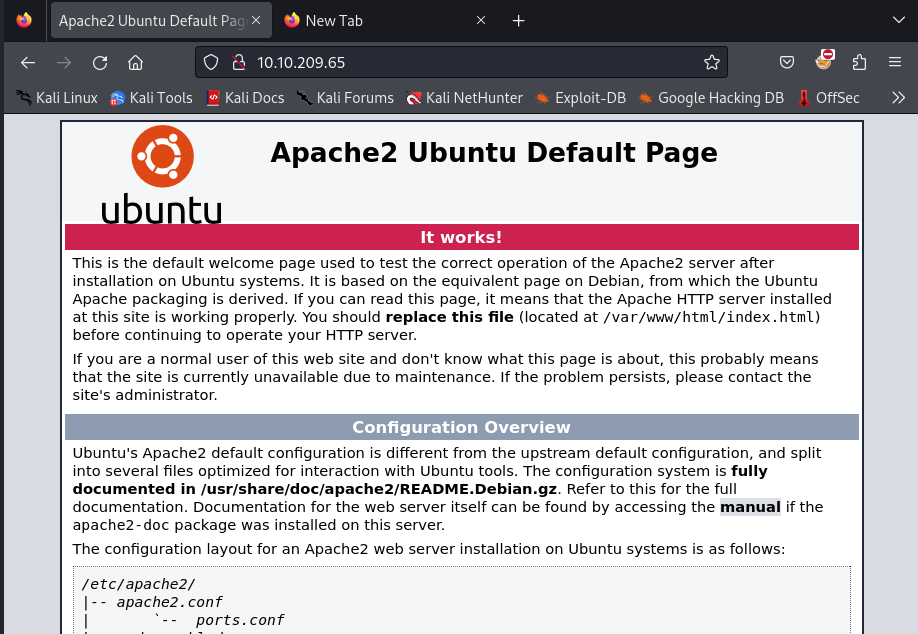 Apache2 Ubuntu Default Pag
New Tab
10.10.209.65
Kali Linux Kali Tools Kali Docs Kali Forums Kali NetHunter Exploit-DB Google Hacking DB OffSec
ubuntu
Apache2 Ubuntu Default Page
It works!
This is the default welcome page used to test the correct operation of the Apache2 server after
installation on Ubuntu systems. It is based on the equivalent page on Debian, from which the Ubuntu
Apache packaging is derived. If you can read this page, it means that the Apache HTTP server installed
at this site is working properly. You should replace this file (located at /var/www/html/index.html)
before continuing to operate your HTTP server.
If you are a normal user of this web site and don't know what this page is about, this probably means
that the site is currently unavailable due to maintenance. If the problem persists, please contact the
site's administrator.
Configuration Overview
Ubuntu's Apache2 default configuration is different from the upstream default configuration, and split
into several files optimized for interaction with Ubuntu tools. The configuration system is fully
documented in /usr/share/doc/apache2/README.Debian.gz. Refer to this for the full
documentation. Documentation for the web server itself can be found by accessing the manual if the
apache2-doc package was installed on this server.
The configuration layout for an Apache2 web server installation on Ubuntu systems is as follows:
/etc/apache2/
|-- apache2.conf
|       `--  ports.conf